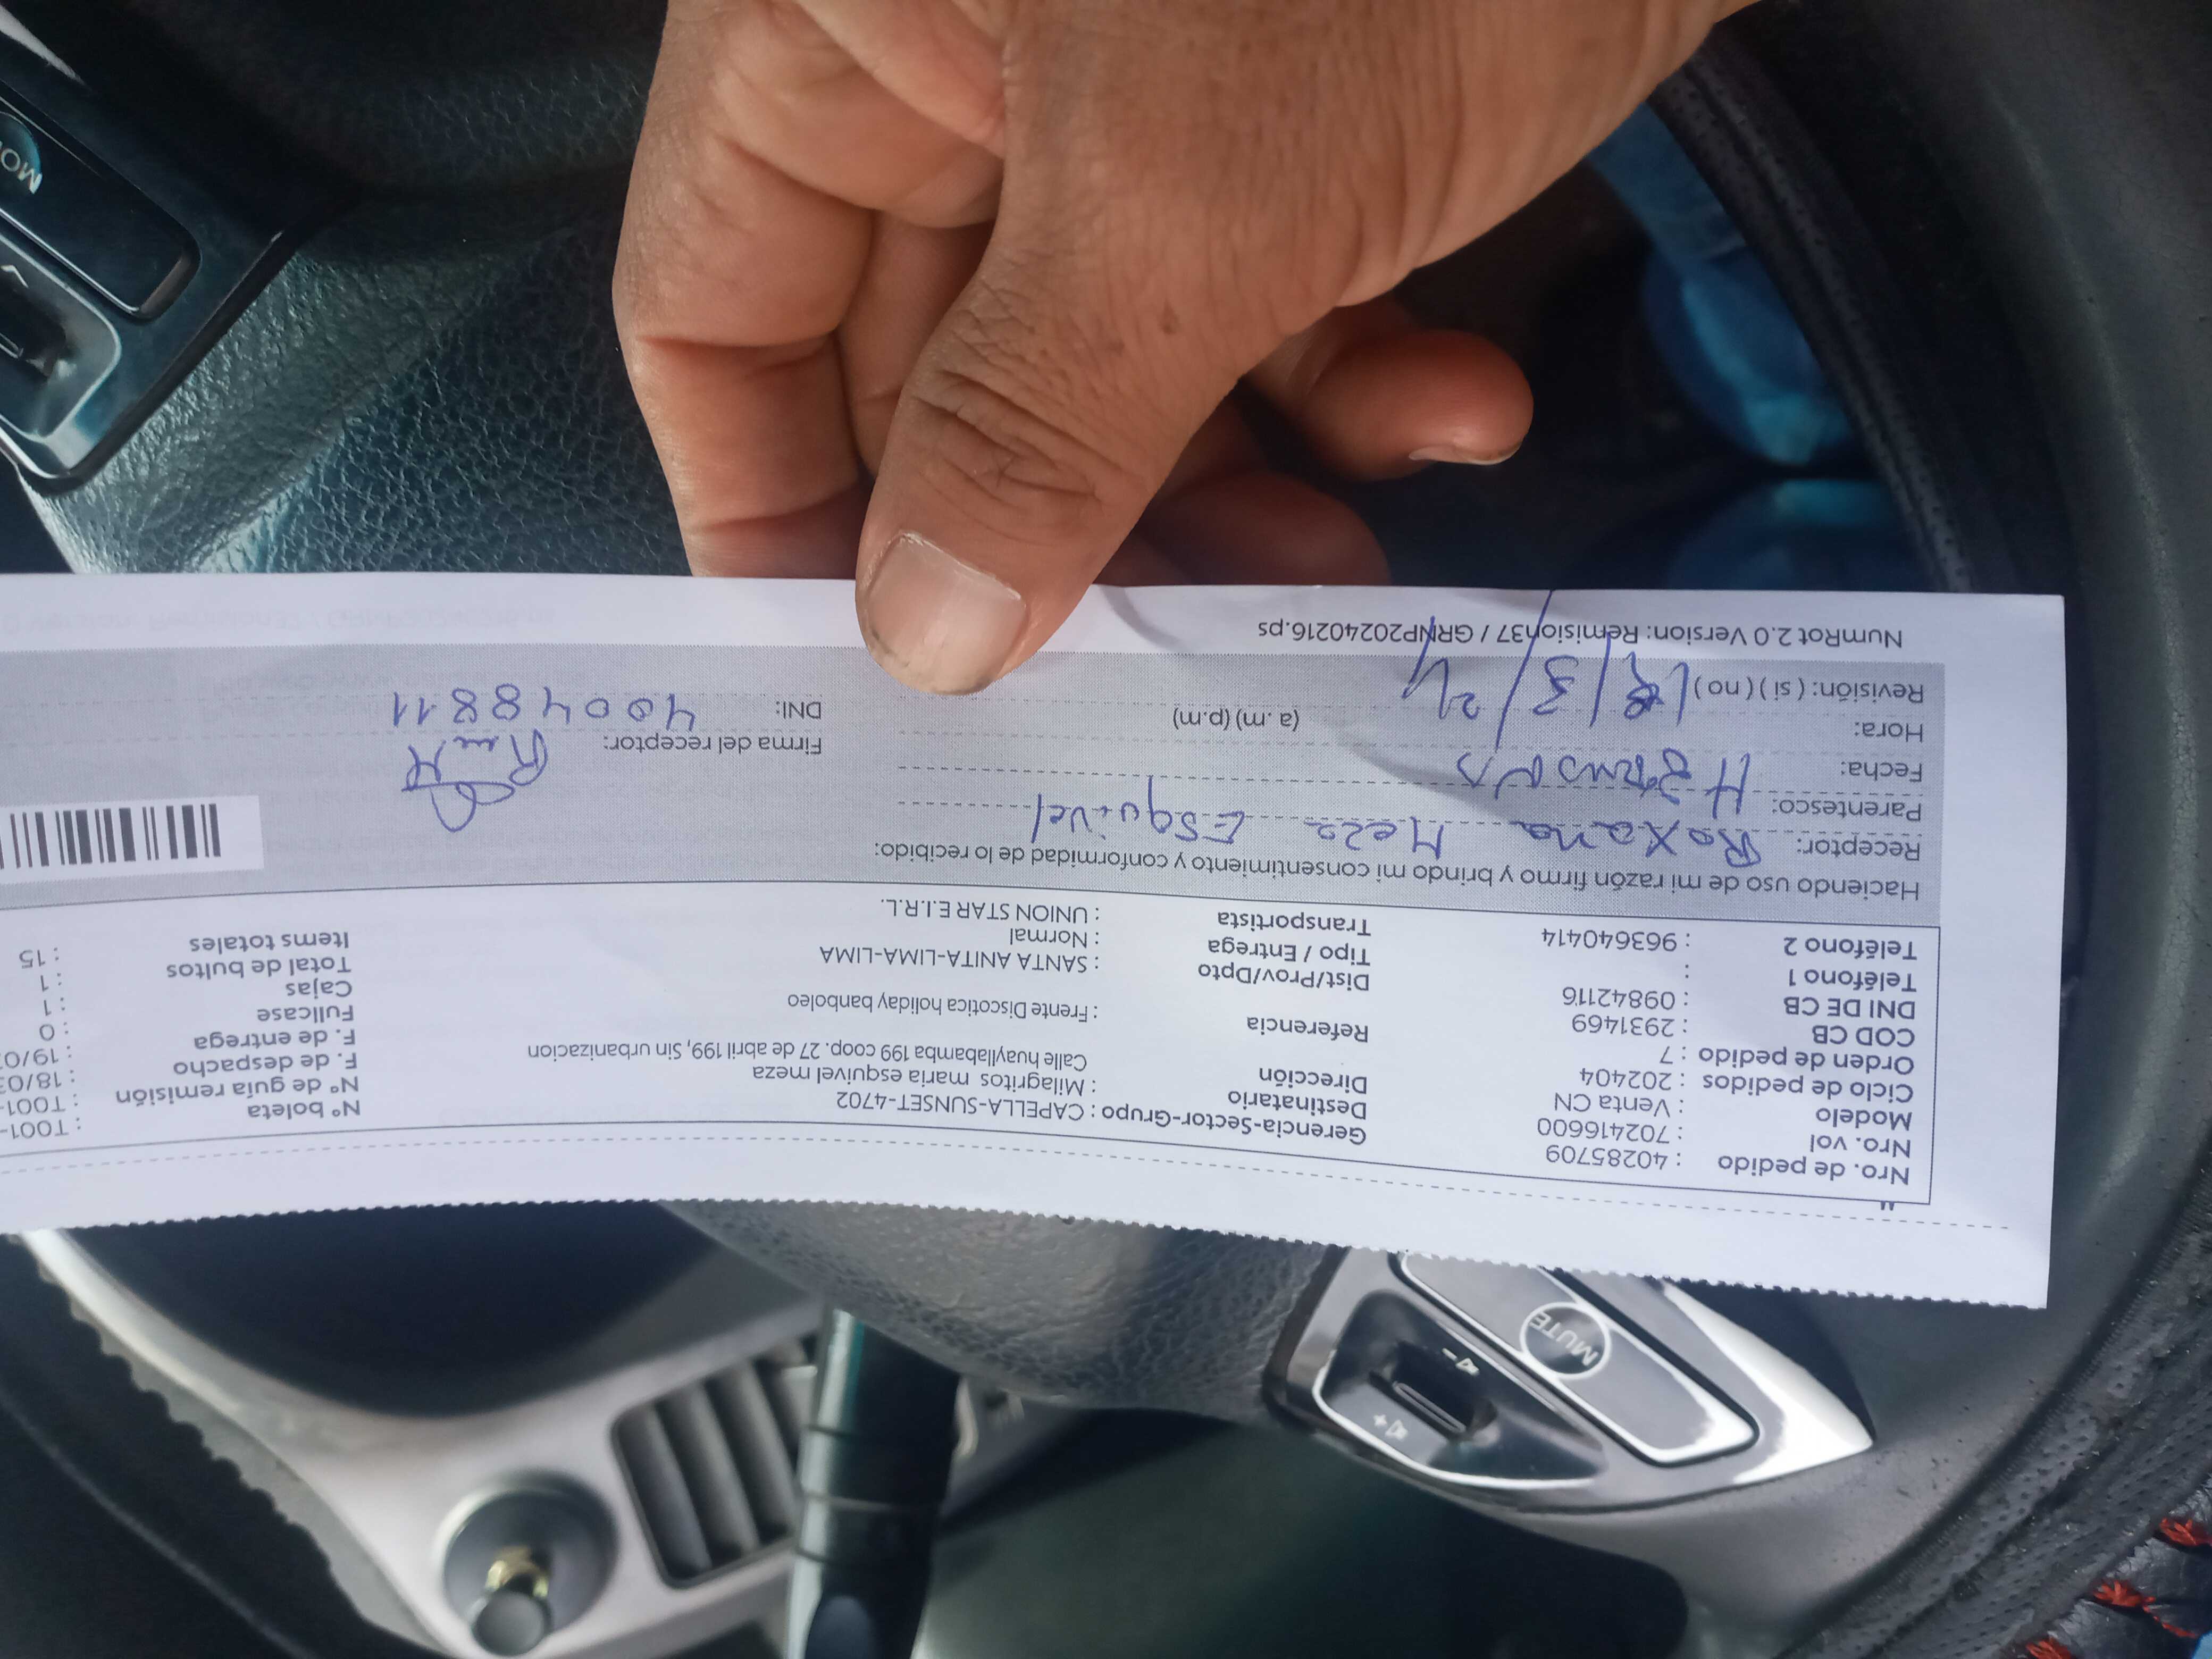 Nro. de pedido : 40285709
Nro. vol : 702416600
Modelo : Venta CN
Ciclo de pedidos : 202404
Orden de pedido : 7
COD CB : 2931469
DNI DE CB : 09842116
Teléfono 1 :
Teléfono 2 : 963640414
Gerencia-Sector-Grupo : CAPELLA-SUNSET-4702
Destinatario : Milagritos maria esquivel meza
Dirección Calle huayllabamba 199 coop. 27 de abril 199, Sin urbanizacion
Referencia : Frente Discotica holiday banboleo
Dist/Prov/Dpto : SANTA ANITA-LIMA-LIMA
Tipo / Entrega : Normal
Transportista : UNION STAR E.I.R.L.
N° boleta : T001-
N° de guía remisión : T001-
F. de despacho : 18/03
F. de entrega : 19/0
Fullcase : 0
Cajas : 1
Total de bultos : 1
Items totales : 15
Haciendo uso de mi razón firmo y brindo mi consentimiento y conformidad de lo recibido:
Receptor: Roxana Meza Esquivel
Parentesco:
Fecha:
Hora: (a. m) (p.m)
Revisión: ( si ) ( no )
Firma del receptor:
DNI: 40048811
NumRot 2.0 Version: Remision37 / GRNP20240216.ps
MUTE